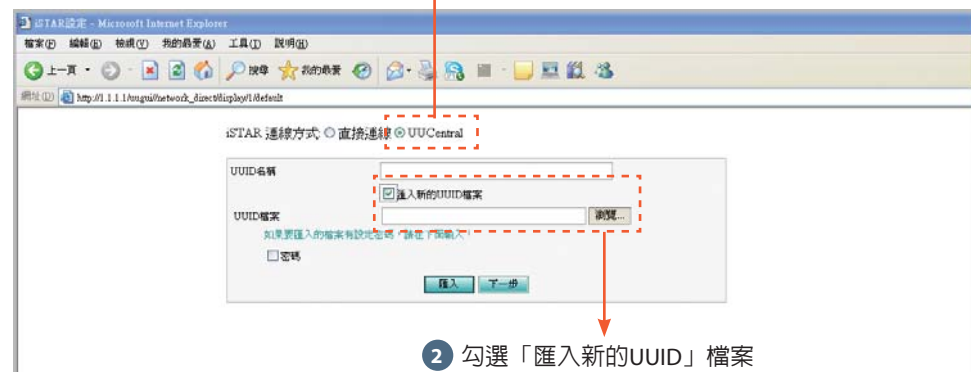 iSTAR設定 - Microsoft Internet Explorer
檔案(F) 編輯(E) 檢視(V) 我的最愛(A) 工具(T) 說明(H)
上一頁 搜尋 我的最愛
網址(D) http://1.1.1.1/uugui/network_direct/display/1/default
iSTAR 連線方式: 直接連線 UUCentral
UUID名稱
匯入新的UUID檔案
UUID檔案 瀏覽...
如果要匯入的檔案有設定密碼，請在下面輸入：
密碼
匯入 下一步
2 勾選「匯入新的UUID」檔案